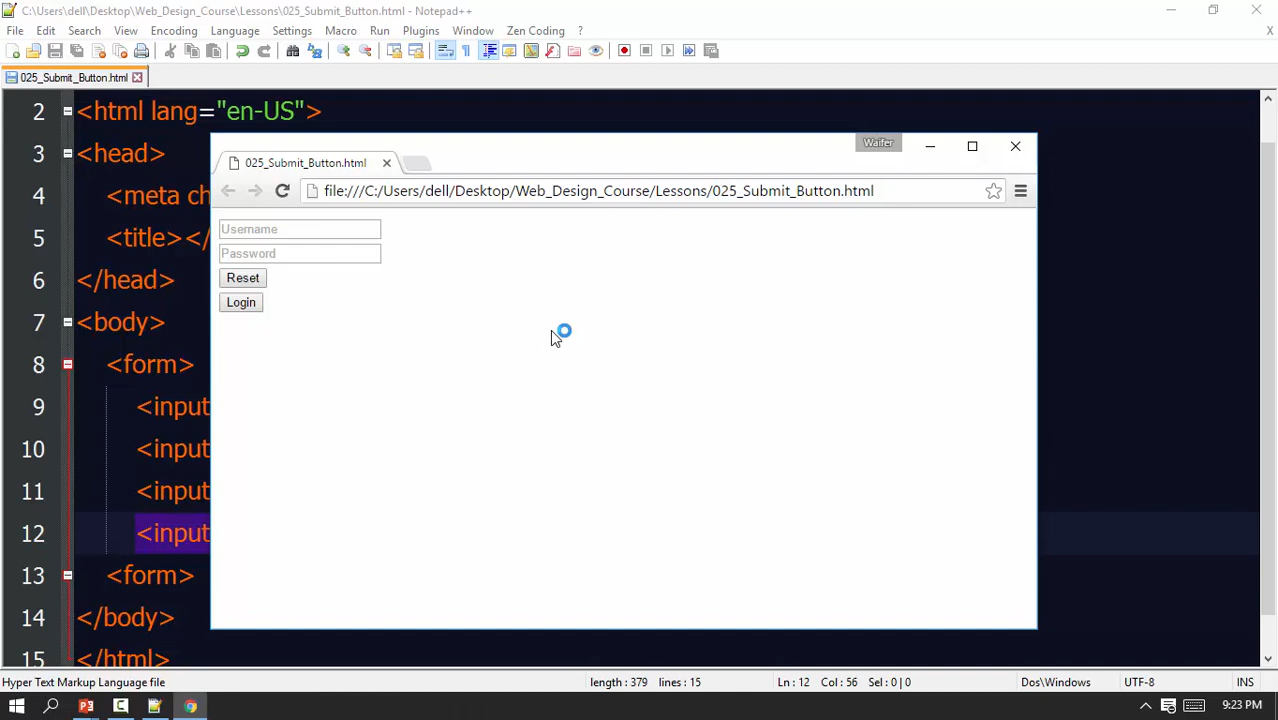 C:\Users\dell\Desktop\Web_Design_Course\Lessons\025_Submit_Button.html - Notepad++
File Edit Search View Encoding Language Settings Macro Run Plugins Window Zen Coding ? X
025_Submit_Button.html
2 <html lang="en-US">
3 <head>
4 <meta ch
5 <title></
6 </head>
7 <body>
8 <form>
9 <input
10 <input
11 <input
12 <input
13 <form>
14 </body>
15 </html>
Waifer
025_Submit_Button.html
file:///C:/Users/dell/Desktop/Web_Design_Course/Lessons/025_Submit_Button.html
Username
Password
Reset
Login
Hyper Text Markup Language file length : 379 lines : 15 Ln : 12 Col : 56 Sel : 0 | 0 Dos\Windows UTF-8 INS
9:23 PM